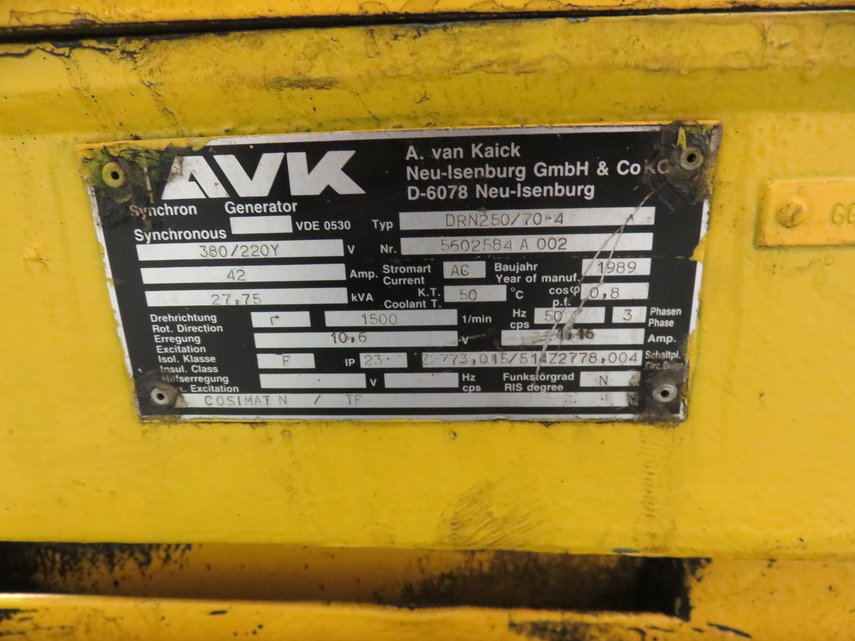 AVK
A. van Kaick
Neu-Isenburg GmbH & Co KG
D-6078 Neu-Isenburg
Synchron Generator
Synchronous VDE 0530 Typ DRN250/70-4 A
380/220Y V Nr. 5602584 A 002
42 Amp. Stromart Current AC Baujahr Year of manuf. 1989
27,75 kVA K.T. Coolant T. 50 °C cosφ p.f. 0,8
Drehrichtung Rot. Direction 1500 1/min Hz cps 50 3 Phasen Phase
Erregung Excitation 10,6 V Amp.
Isol. Klasse Insul. Class F IP 23 Schaltpl. Circ. Diagr.
Hilfserregung Excitation V Hz cps Funkstörgrad RIS degree N
COSIMAT N / TF
GG